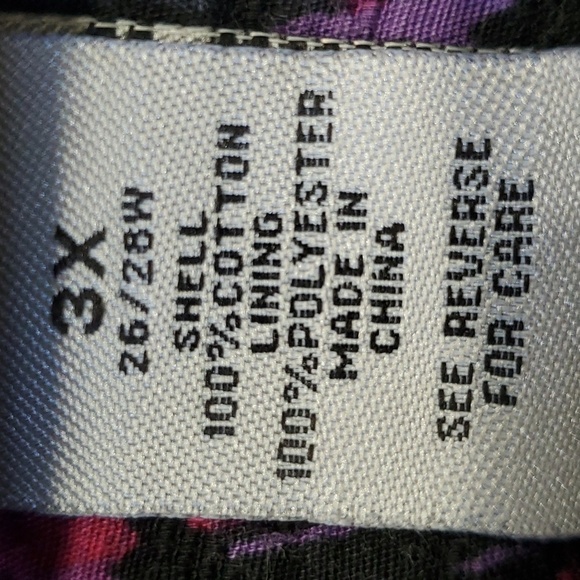 3X
26/28W
SHELL
100%COTTON
LINING
100%POLYESTER
MADE IN
CHINA
SEE REVERSE
FOR CARE